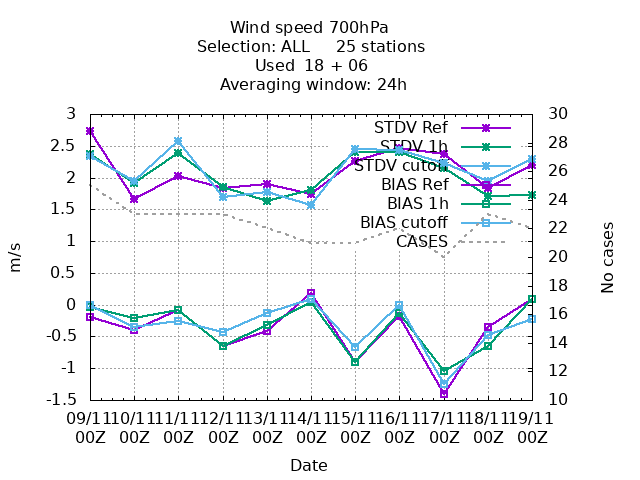 Wind speed 700hPa
Selection: ALL 25 stations
Used 18 + 06
Averaging window: 24h
3
2.5
2
1.5
1
0.5
0
-0.5
-1
-1.5
m/s
30
28
26
24
22
20
18
16
14
12
10
No cases
STDV Ref
STDV 1h
STDV cutoff
BIAS Ref
BIAS 1h
BIAS cutoff
CASES
09/11 10/11 11/11 12/11 13/11 14/11 15/11 16/11 17/11 18/11 19/11
00Z 00Z 00Z 00Z 00Z 00Z 00Z 00Z 00Z 00Z 00Z
Date